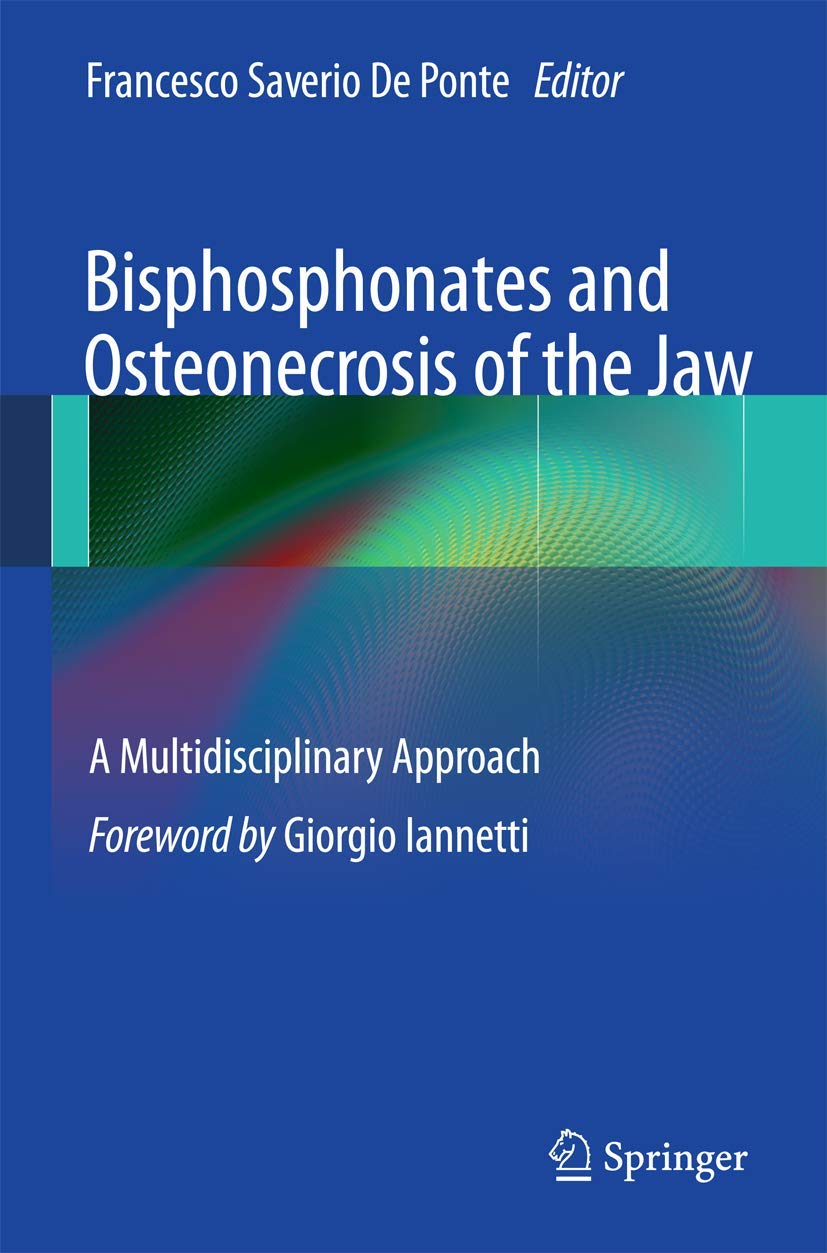 Francesco Saverio De Ponte Editor
Bisphosphonates and
Osteonecrosis of the Jaw
A Multidisciplinary Approach
Foreword by Giorgio Iannetti
Springer